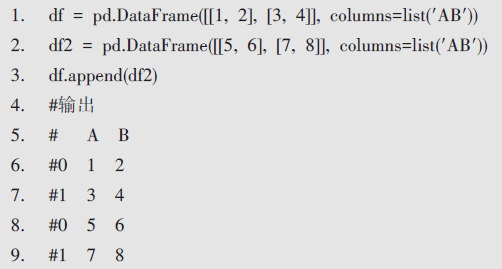 1. df = pd.DataFrame([[1, 2], [3, 4]], columns=list('AB'))
2. df2 = pd.DataFrame([[5, 6], [7, 8]], columns=list('AB'))
3. df.append(df2)
4. #输出
5. # A B
6. #0 1 2
7. #1 3 4
8. #0 5 6
9. #1 7 8